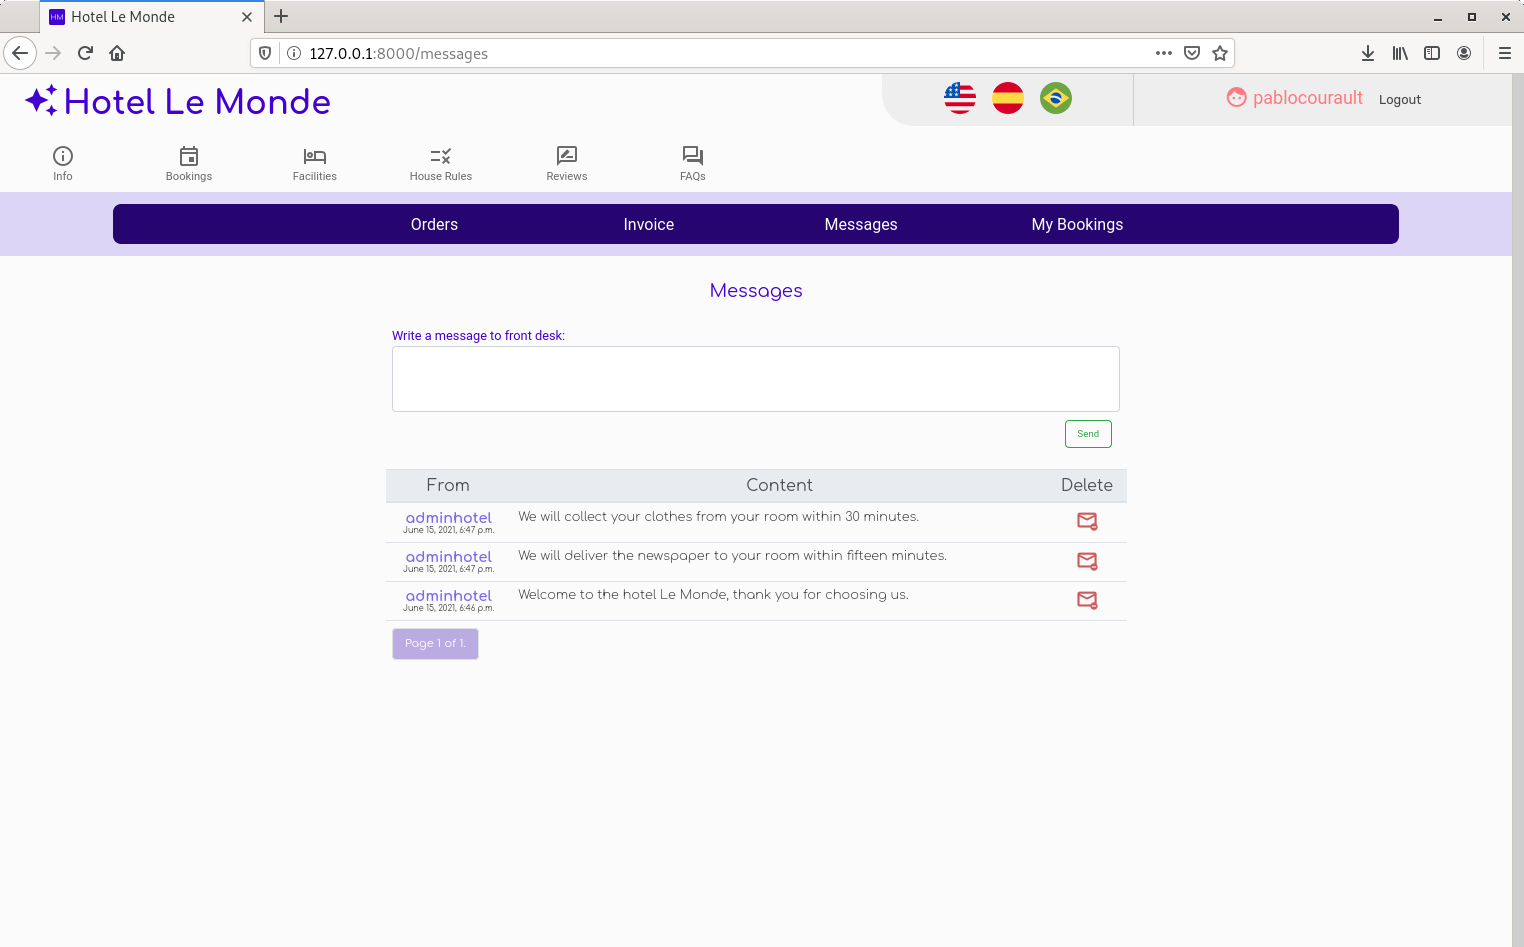 HM Hotel Le Monde
127.0.0.1:8000/messages
Hotel Le Monde
pablocourault Logout
Info Bookings Facilities House Rules Reviews FAQs
Orders Invoice Messages My Bookings
Messages
Write a message to front desk:
Send
From Content Delete
adminhotel We will collect your clothes from your room within 30 minutes.
June 15, 2021, 6:47 p.m.
adminhotel We will deliver the newspaper to your room within fifteen minutes.
June 15, 2021, 6:47 p.m.
adminhotel Welcome to the hotel Le Monde, thank you for choosing us.
June 15, 2021, 6:46 p.m.
Page 1 of 1.